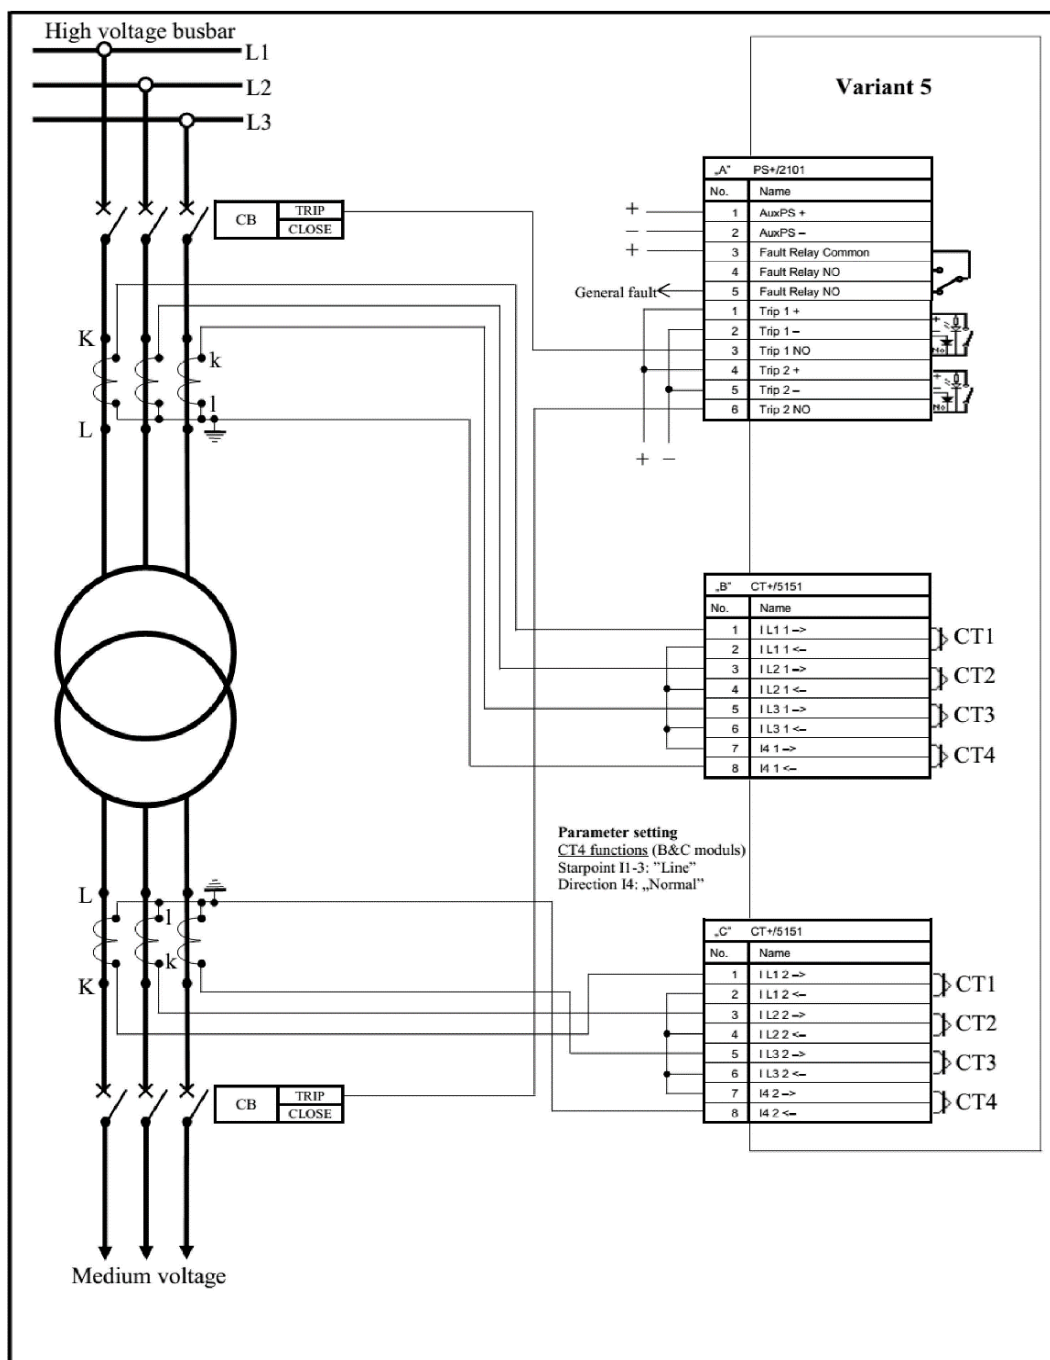 High voltage busbar
L1
L2
L3
Variant 5
CB
TRIP
CLOSE
„A" PS+/2101
No. Name
+ 1 AuxPS +
– 2 AuxPS –
+ 3 Fault Relay Common
4 Fault Relay NO
General fault 5 Fault Relay NO
1 Trip 1 +
2 Trip 1 –
3 Trip 1 NO
4 Trip 2 +
5 Trip 2 –
6 Trip 2 NO
+ –
+
No
+
No
K
k
l
L
„B" CT+/5151
No. Name
1 I L1 1 –>
2 I L1 1 <–
3 I L2 1 –>
4 I L2 1 <–
5 I L3 1 –>
6 I L3 1 <–
7 I4 1 –>
8 I4 1 <–
CT1
CT2
CT3
CT4
Parameter setting
CT4 functions (B&C moduls)
Starpoint I1-3: "Line"
Direction I4: „Normal"
L
l
k
K
„C" CT+/5151
No. Name
1 I L1 2 –>
2 I L1 2 <–
3 I L2 2 –>
4 I L2 2 <–
5 I L3 2 –>
6 I L3 2 <–
7 I4 2 –>
8 I4 2 <–
CT1
CT2
CT3
CT4
CB
TRIP
CLOSE
Medium voltage